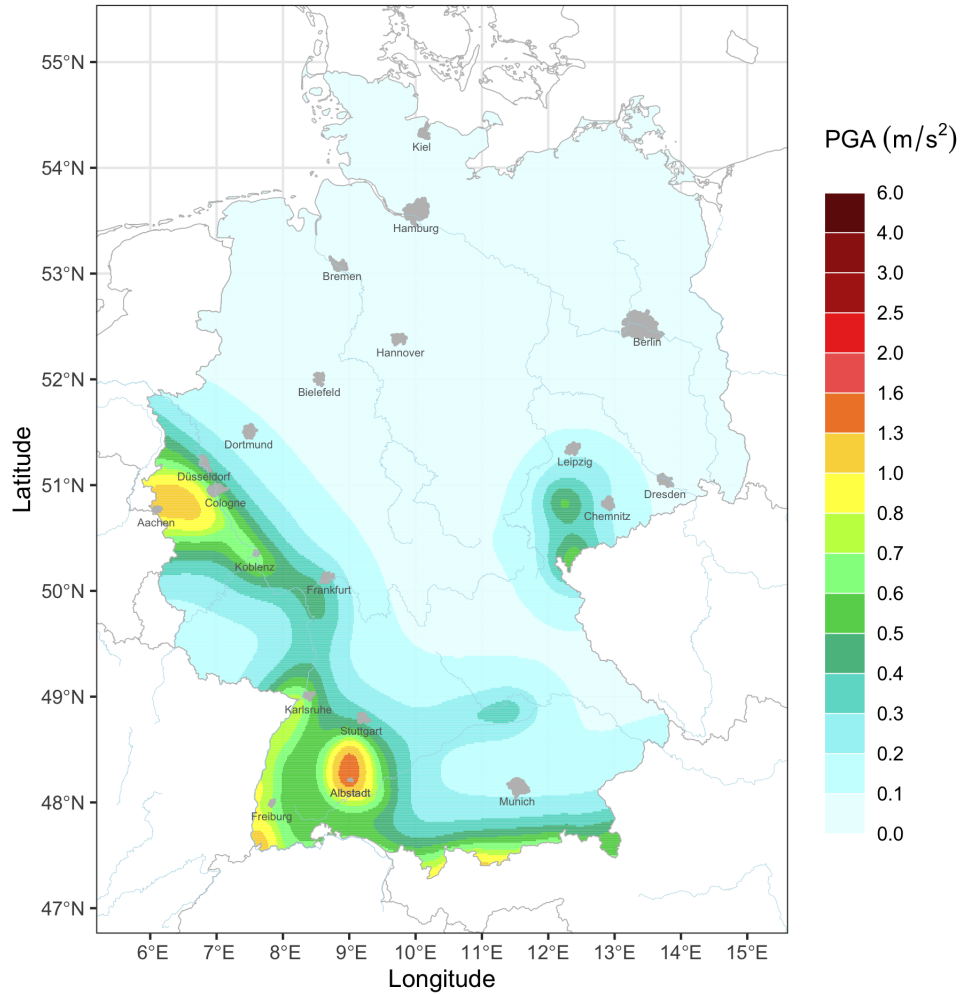 PGA (m/s²)
6.0
4.0
3.0
2.5
2.0
1.6
1.3
1.0
0.8
0.7
0.6
0.5
0.4
0.3
0.2
0.1
0.0
Latitude
55°N
54°N
53°N
52°N
51°N
50°N
49°N
48°N
47°N
Kiel
Hamburg
Bremen
Berlin
Hannover
Bielefeld
Dortmund
Leipzig
Düsseldorf
Dresden
Cologne
Chemnitz
Aachen
Koblenz
Frankfurt
Karlsruhe
Stuttgart
Albstadt
Munich
Freiburg
6°E 7°E 8°E 9°E 10°E 11°E 12°E 13°E 14°E 15°E
Longitude